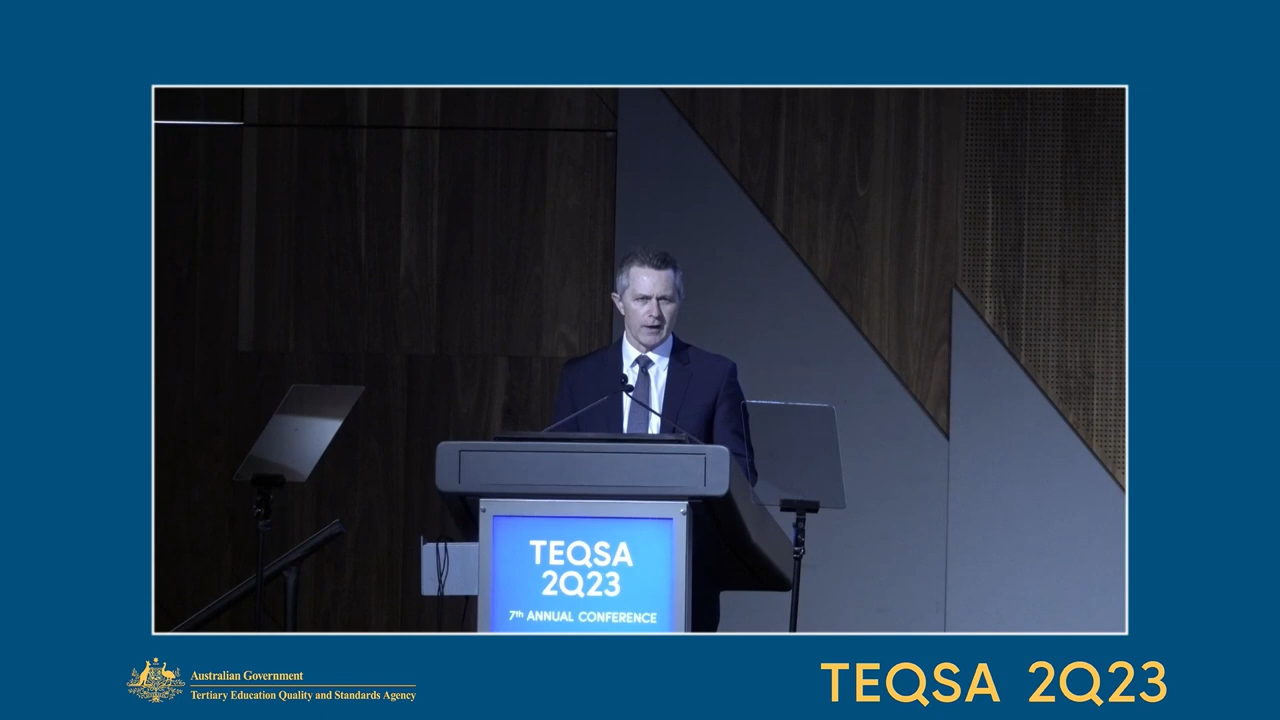 TEQSA
2Q23
7th ANNUAL CONFERENCE
Australian Government
Tertiary Education Quality and Standards Agency
TEQSA 2Q23